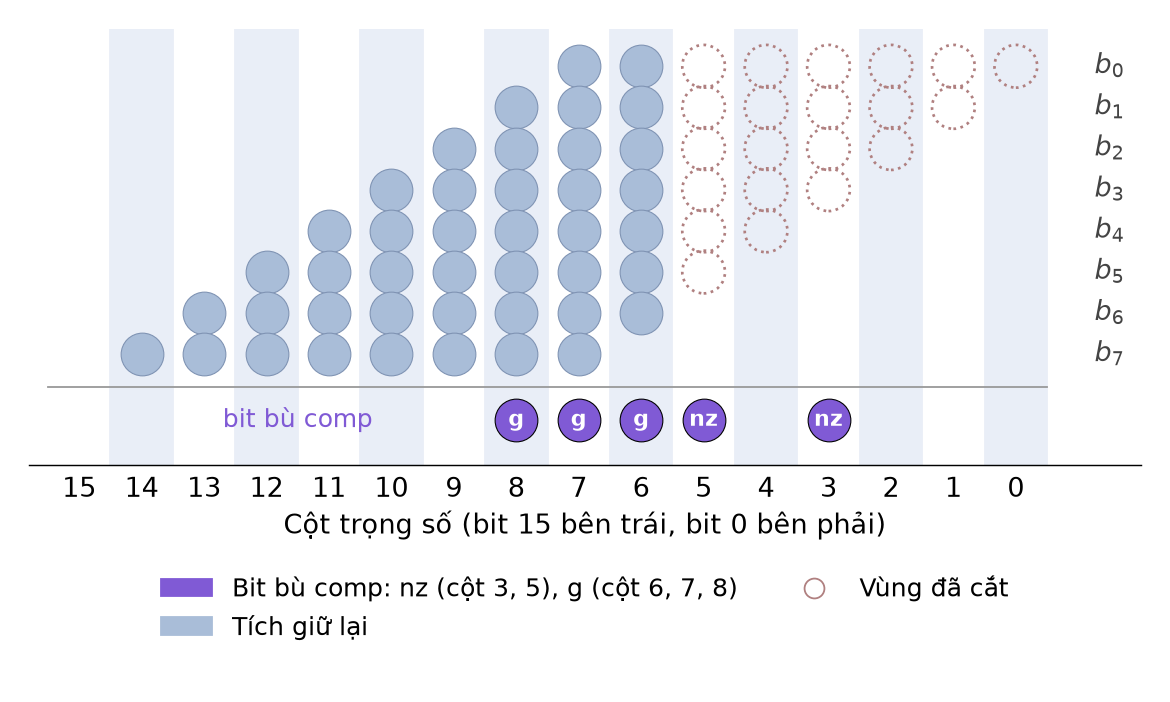 b₀
b₁
b₂
b₃
b₄
b₅
b₆
b₇
bit bù comp g g g nz nz
15 14 13 12 11 10 9 8 7 6 5 4 3 2 1 0
Cột trọng số (bit 15 bên trái, bit 0 bên phải)
Bit bù comp: nz (cột 3, 5), g (cột 6, 7, 8) Vùng đã cắt
Tích giữ lại